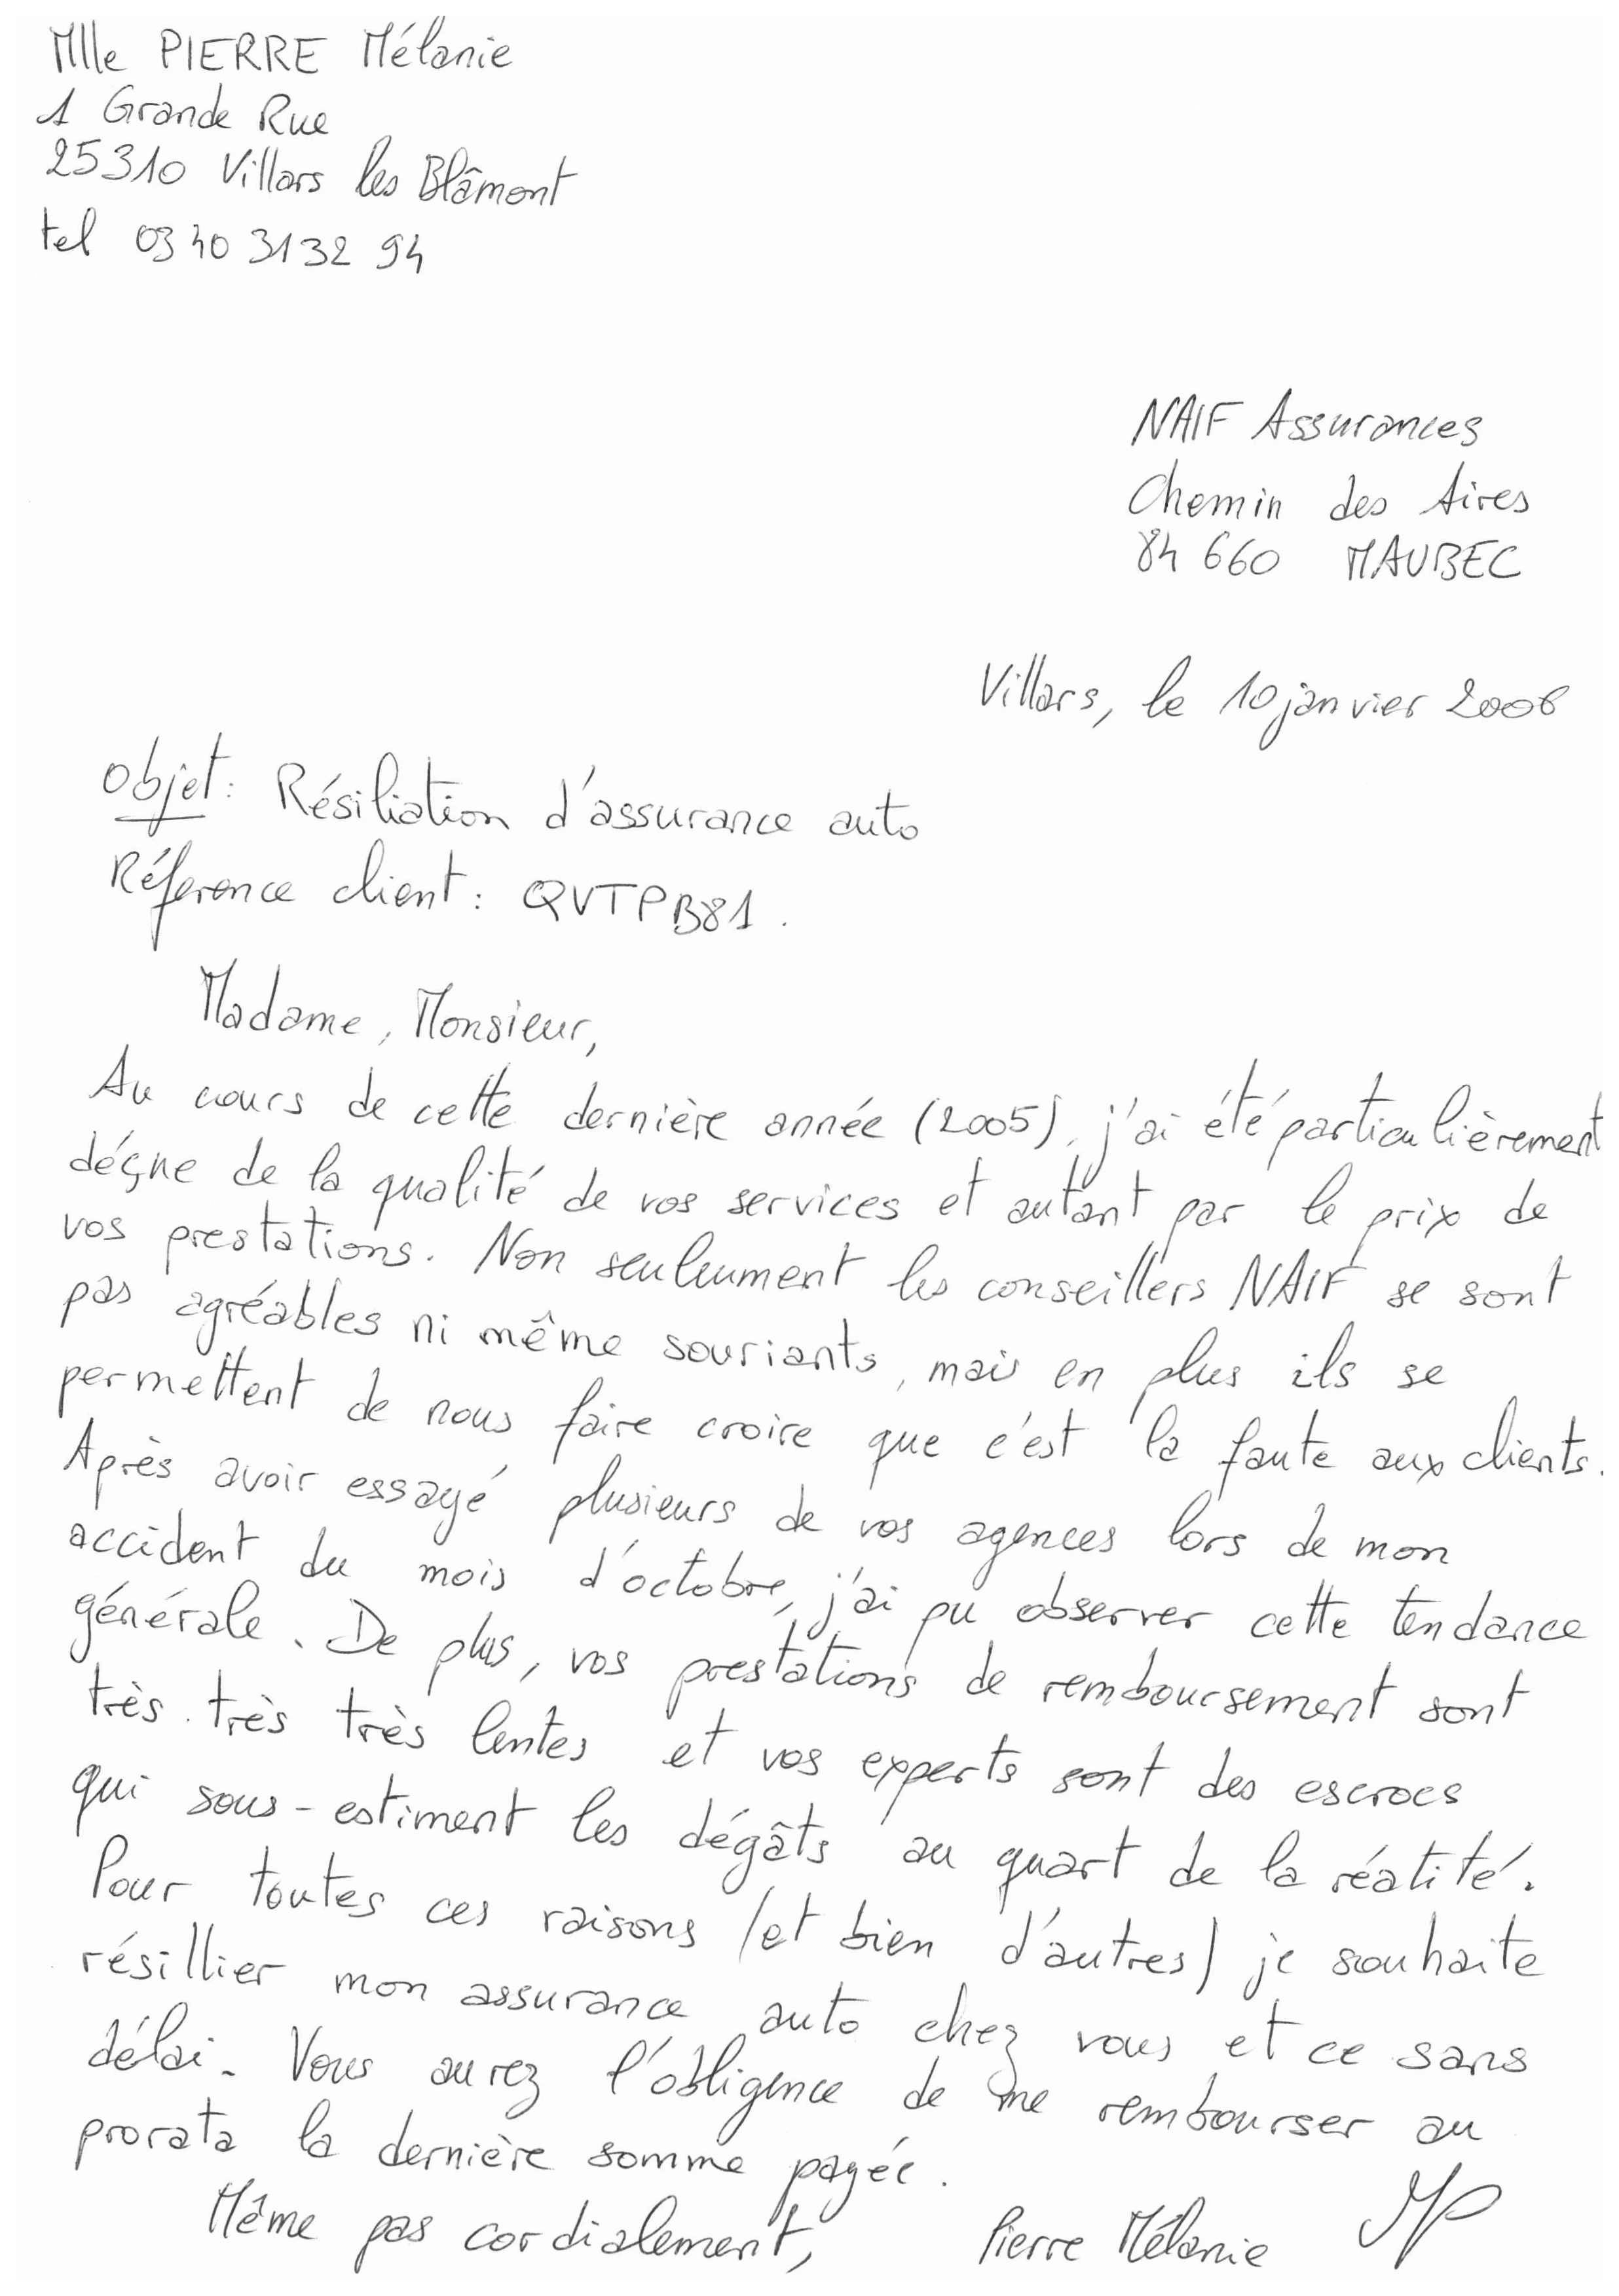 Mlle PIERRE Mélanie
1 Grande Rue
25310 Villars les Blâmont
tel 03 40 31 32 94
NAIF Assurances
Chemin des Aires
84 660 MAUBEC
Villars, le 10 janvier 2006
Objet : Résiliation d'assurance auto
Réference client : QVTPB81.
Madame, Monsieur,
Au cours de cette dernière année (2005), j'ai été particulièrement
déçue de la qualité de vos services et autant par le prix de
vos prestations. Non seuleument les conseillers NAIF se sont
pas agréables ni même souriants, mais en plus ils se
permettent de nous faire croire que c'est la faute aux clients.
Après avoir essayé plusieurs de vos agences lors de mon
accident du mois d'octobre, j'ai pu observer cette tendance
générale. De plus, vos prestations de remboursement sont
très très très lentes et vos experts sont des escrocs
qui sous-estiment les dégâts au quart de la réalité.
Pour toutes ces raisons (et bien d'autres) je souhaite
résillier mon assurance auto chez vous et ce sans
délai. Vous aurez l'obligence de me rembourser au
prorata la dernière somme payée.
Même pas cordialement,
Pierre Mélanie
MP